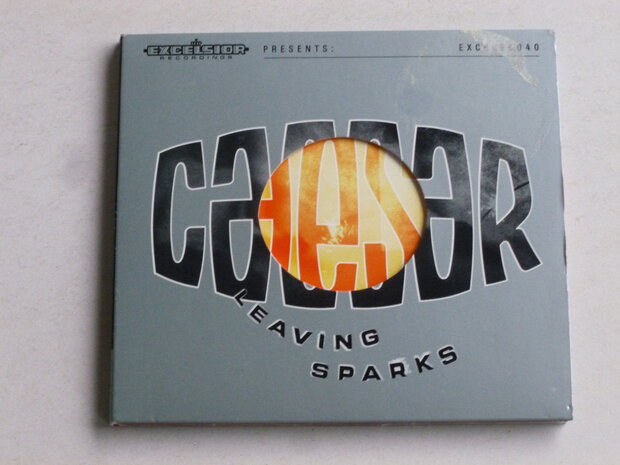 EXCELSIOR
RECORDINGS
PRESENTS:
CAESAR
LEAVING
SPARKS